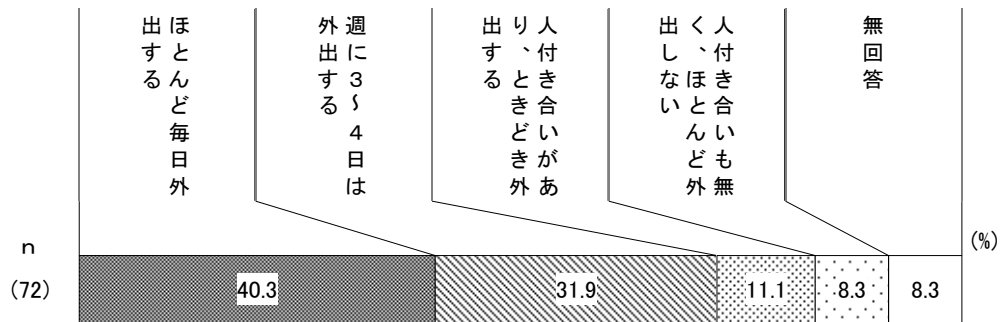 ほとんど毎日外
出する
週に3～4日は
外出する
人付き合いがあ
り、ときどき外
出する
人付き合いも無
く、ほとんど外
出しない
無回答
(%)
n
(72)
40.3
31.9
11.1
8.3
8.3